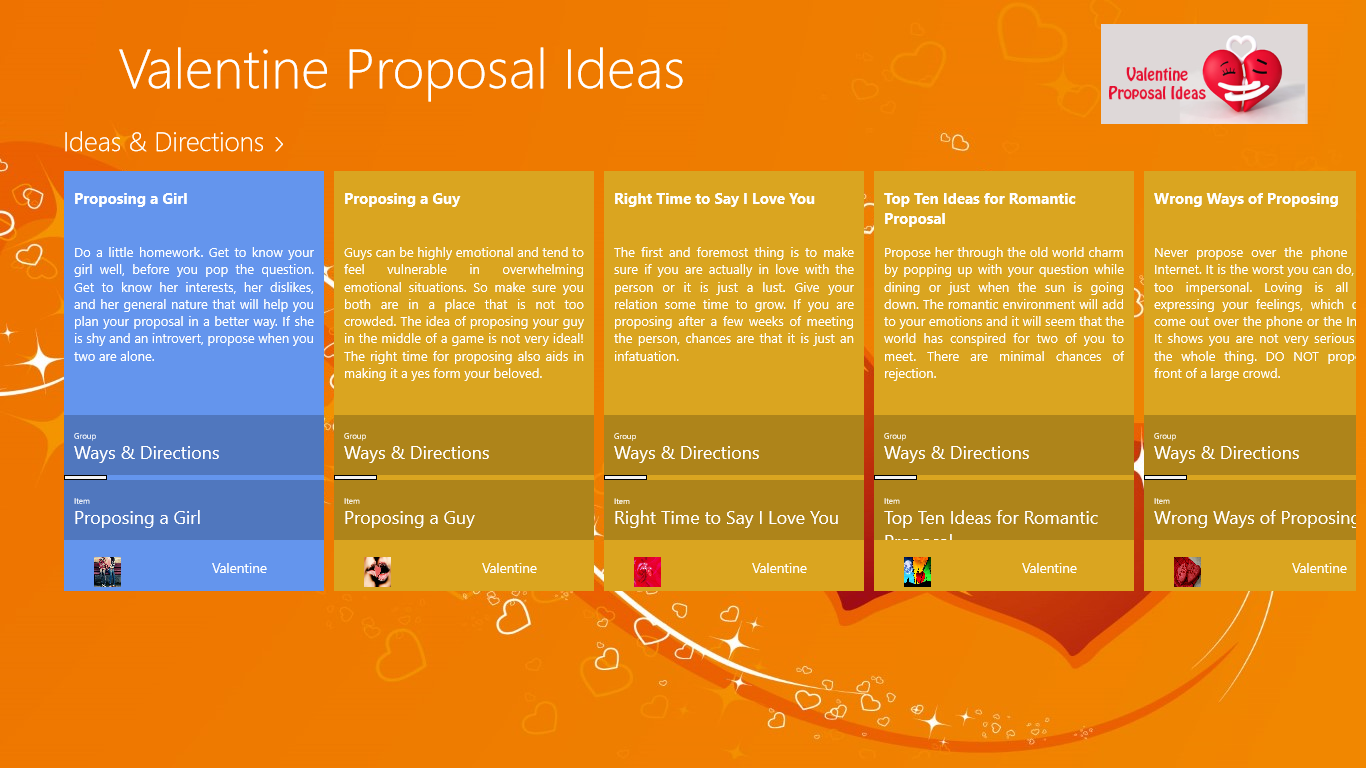 Valentine Proposal Ideas
Valentine
Proposal Ideas
Ideas & Directions >
Proposing a Girl
Do a little homework. Get to know your
girl well, before you pop the question.
Get to know her interests, her dislikes,
and her general nature that will help you
plan your proposal in a better way. If she
is shy and an introvert, propose when you
two are alone.
Group
Ways & Directions
Item
Proposing a Girl
Valentine
Proposing a Guy
Guys can be highly emotional and tend to
feel vulnerable in overwhelming
emotional situations. So make sure you
both are in a place that is not too
crowded. The idea of proposing your guy
in the middle of a game is not very ideal!
The right time for proposing also aids in
making it a yes form your beloved.
Group
Ways & Directions
Item
Proposing a Guy
Valentine
Right Time to Say I Love You
The first and foremost thing is to make
sure if you are actually in love with the
person or it is just a lust. Give your
relation some time to grow. If you are
proposing after a few weeks of meeting
the person, chances are that it is just an
infatuation.
Group
Ways & Directions
Item
Right Time to Say I Love You
Valentine
Top Ten Ideas for Romantic
Proposal
Propose her through the old world charm
by popping up with your question while
dining or just when the sun is going
down. The romantic environment will add
to your emotions and it will seem that the
world has conspired for two of you to
meet. There are minimal chances of
rejection.
Group
Ways & Directions
Item
Top Ten Ideas for Romantic
Proposal
Valentine
Wrong Ways of Proposing
Never propose over the phone
Internet. It is the worst you can do,
too impersonal. Loving is all
expressing your feelings, which
come out over the phone or the
It shows you are not very serious
the whole thing. DO NOT
front of a large crowd.
Group
Ways & Directions
Item
Wrong Ways of Proposing
Valentine